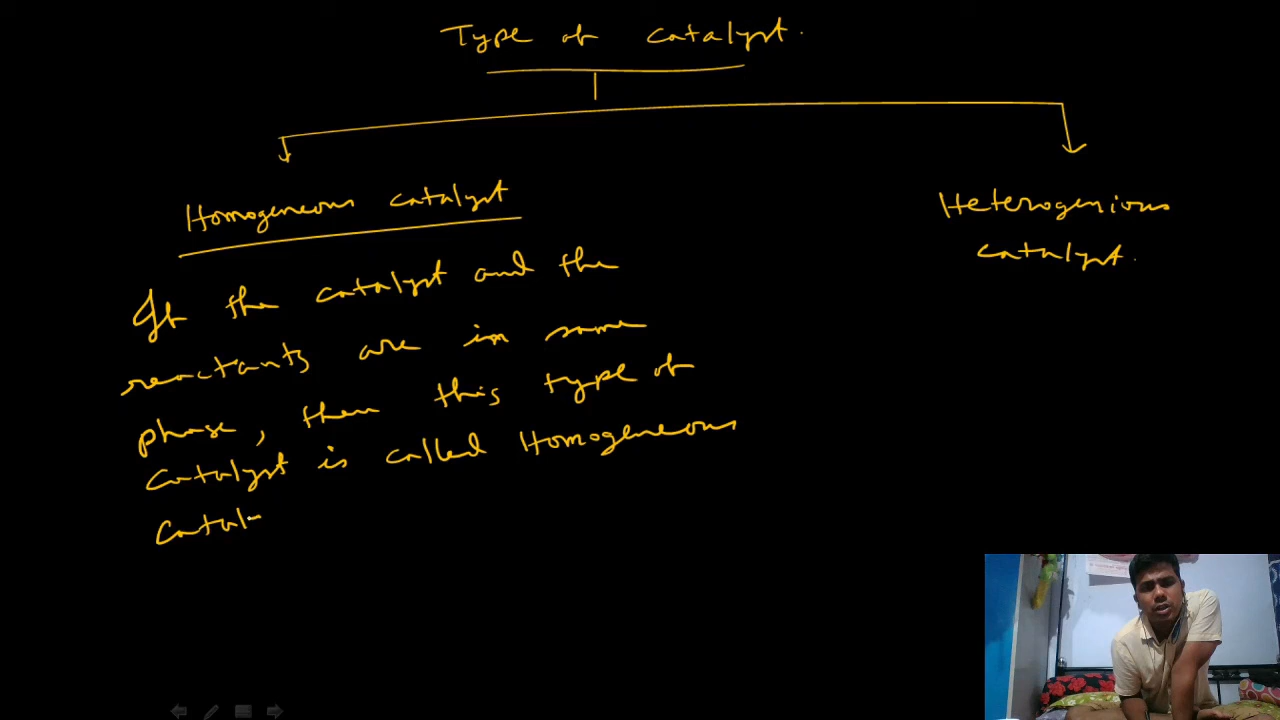 Type of catalyst.
Homogeneous catalyst
Heterogenious
catalyst.
If the catalyst and the
reactants are in same
phase, then this type of
Catalyst is called Homogeneous
Catal